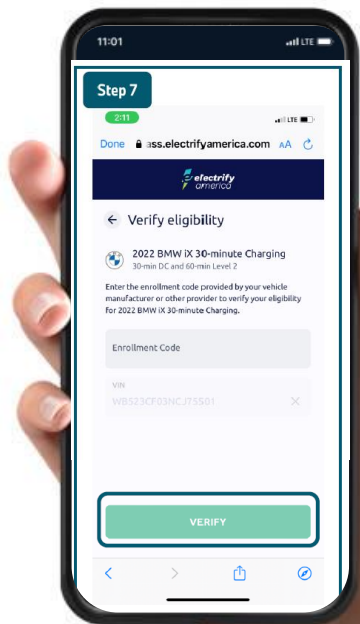 11:01
LTE
Step 7
2:11
LTE
Done
ass.electrifyamerica.com AA
electrify
america
Verify eligibility
2022 BMW iX 30-minute Charging
30-min DC and 60-min Level 2
Enter the enrollment code provided by your vehicle
manufacturer or other provider to verify your eligibility
for 2022 BMW iX 30-minute Charging.
Enrollment Code
VIN
VERIFY